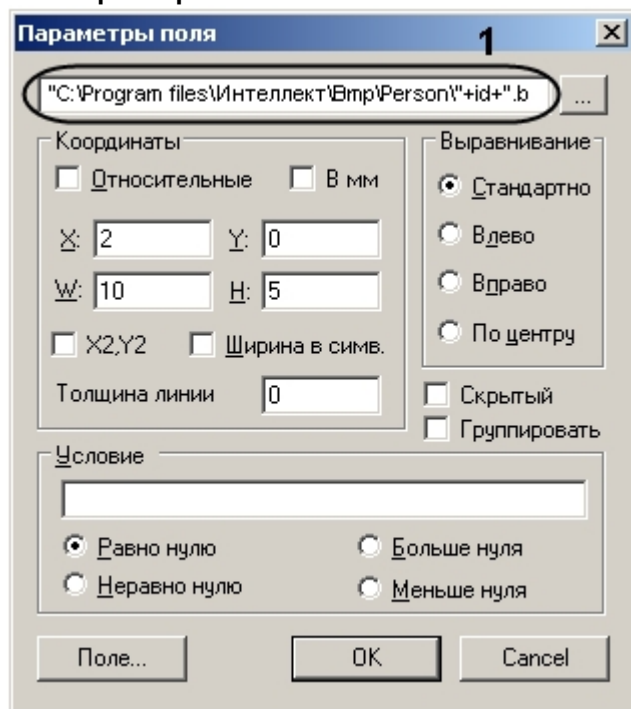 Параметры поля
1
"C:\Program files\Интеллект\Bmp\Person\"+id+".b
...
Координаты
Относительные В мм
X: 2 Y: 0
W: 10 H: 5
X2,Y2 Ширина в симв.
Толщина линии 0
Выравнивание
Стандартно
Влево
Вправо
По центру
Скрытый
Группировать
Условие
Равно нулю Больше нуля
Неравно нулю Меньше нуля
Поле... OK Cancel